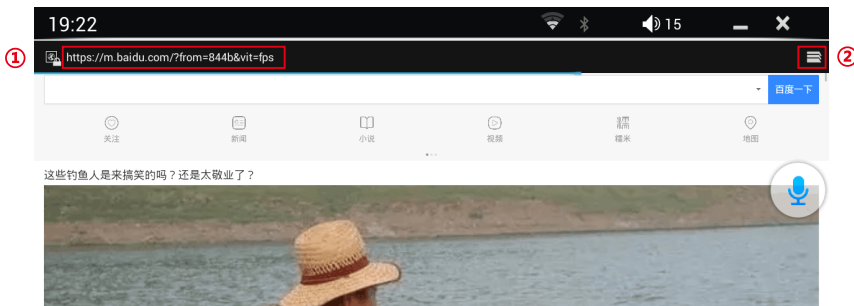 19:22 15
① https://m.baidu.com/?from=844b&vit=fps ②
百度一下
关注 新闻 小说 视频 糯米 地图
这些钓鱼人是来搞笑的吗？还是太敬业了？